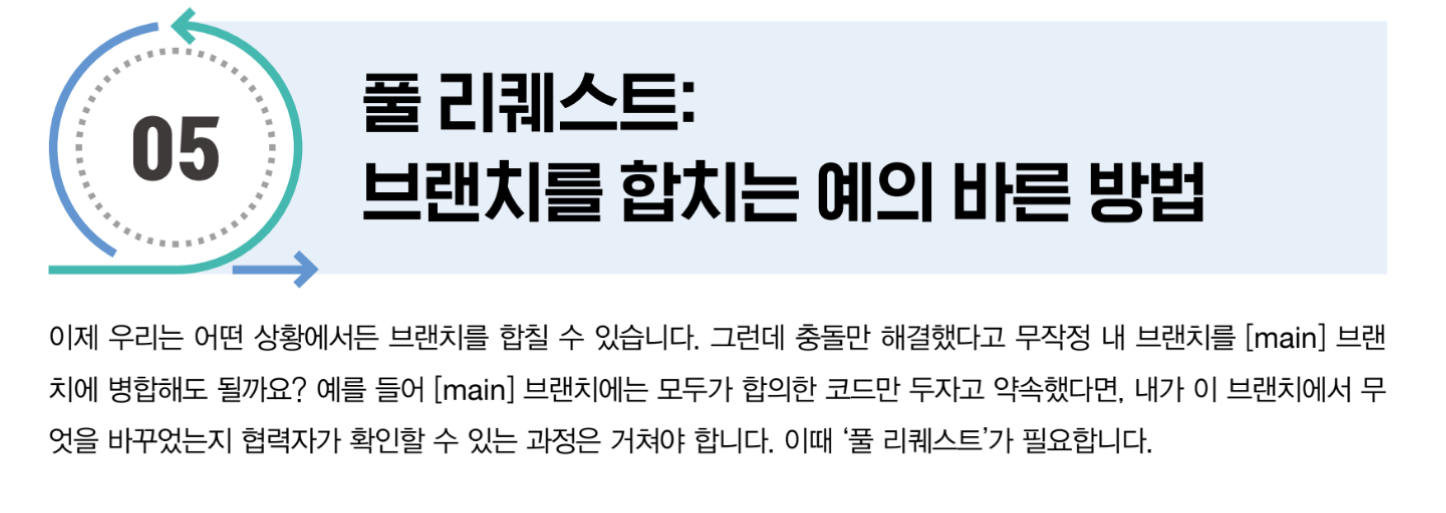 05
풀 리퀘스트:
브랜치를 합치는 예의 바른 방법
이제 우리는 어떤 상황에서든 브랜치를 합칠 수 있습니다. 그런데 충돌만 해결했다고 무작정 내 브랜치를 [main] 브랜
치에 병합해도 될까요? 예를 들어 [main] 브랜치에는 모두가 합의한 코드만 두자고 약속했다면, 내가 이 브랜치에서 무
엇을 바꾸었는지 협력자가 확인할 수 있는 과정은 거쳐야 합니다. 이때 ‘풀 리퀘스트’가 필요합니다.